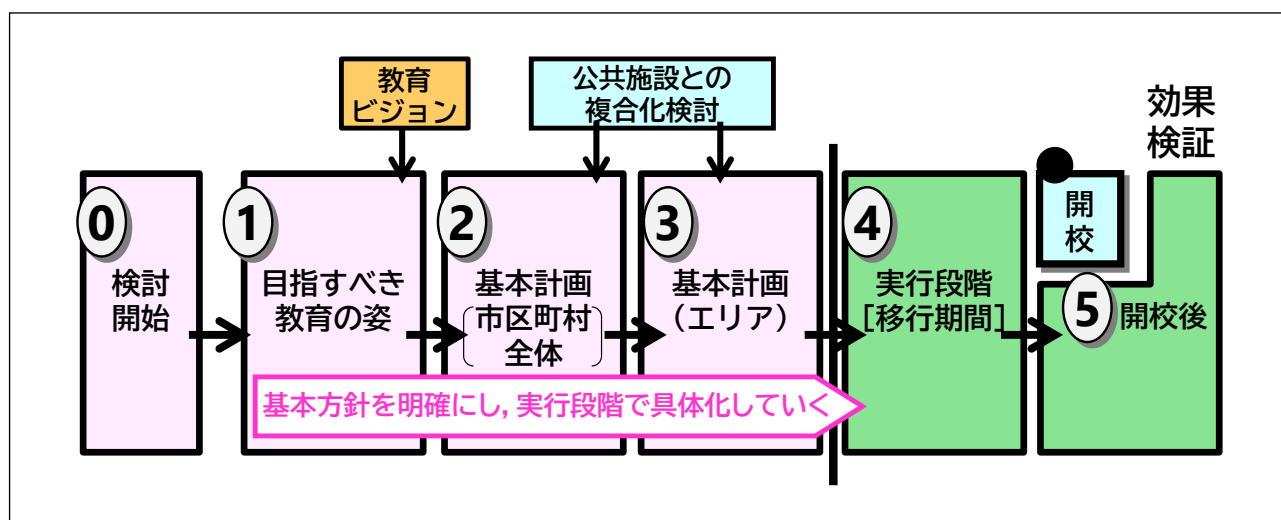 教育
ビジョン
公共施設との
複合化検討
効果
検証
0
検討
開始
1
目指すべき
教育の姿
2
基本計画
市区町村
全体
3
基本計画
（エリア）
4
実行段階
［移行期間］
開
校
5
開校後
基本方針を明確にし，実行段階で具体化していく